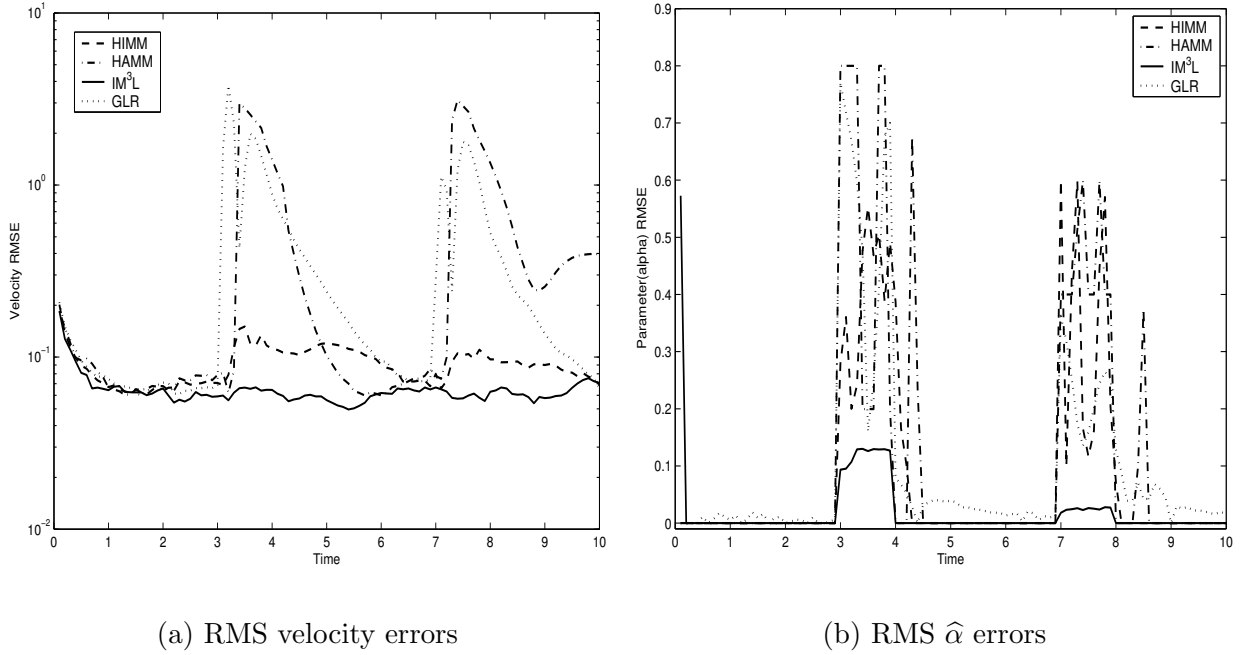 10¹
10⁰
10⁻¹
10⁻²
Velocity RMSE
HIMM
HAMM
IM³L
GLR
0 1 2 3 4 5 6 7 8 9 10
Time
(a) RMS velocity errors
0.9
0.8
0.7
0.6
0.5
0.4
0.3
0.2
0.1
0
Parameter(alpha) RMSE
HIMM
HAMM
IM³L
GLR
0 1 2 3 4 5 6 7 8 9 10
Time
(b) RMS α̂ errors